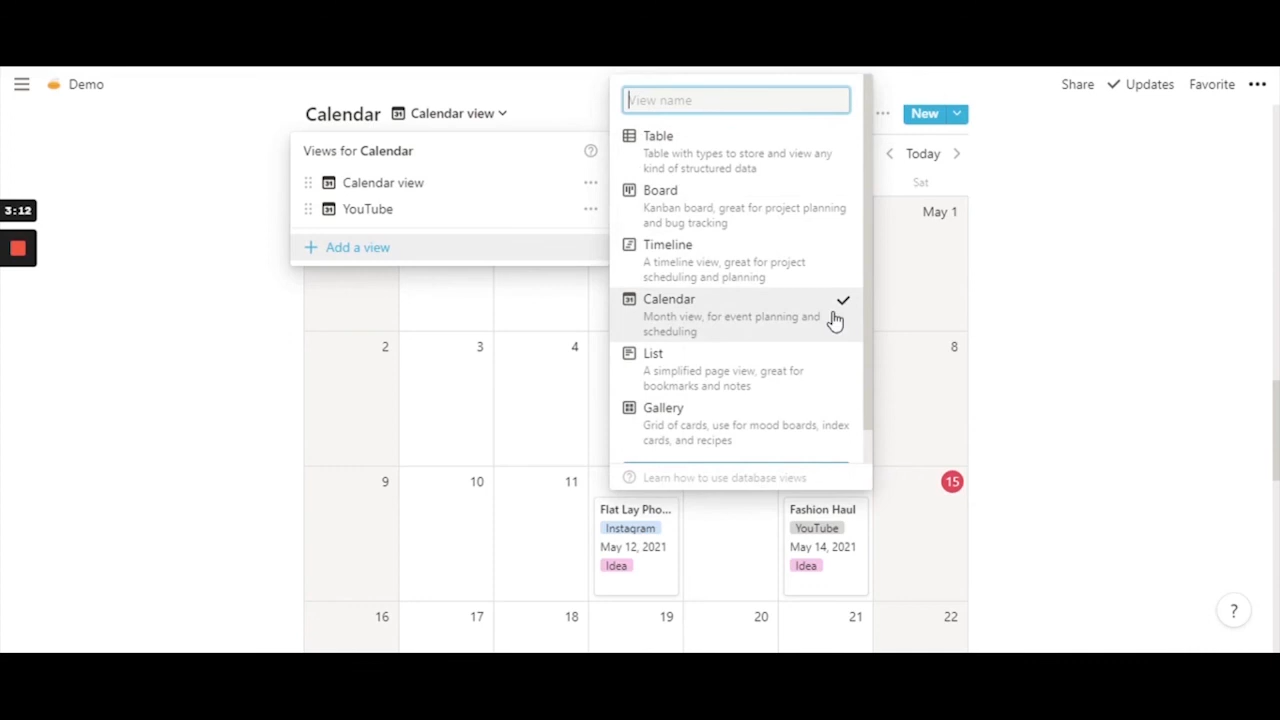 Demo
Share
Updates
Favorite
Calendar
31 Calendar view
New
Views for Calendar
?
31 Calendar view
31 YouTube
Add a view
View name
Table
Table with types to store and view any
kind of structured data
Board
Kanban board, great for project planning
and bug tracking
Timeline
A timeline view, great for project
scheduling and planning
31 Calendar
Month view, for event planning and
scheduling
List
A simplified page view, great for
bookmarks and notes
Gallery
Grid of cards, use for mood boards, index
cards, and recipes
? Learn how to use database views
Today
Sat
3:12
May 1
2 3 4 8
9 10 11 15
Flat Lay Pho...
Instagram
May 12, 2021
Idea
Fashion Haul
YouTube
May 14, 2021
Idea
16 17 18 19 20 21 22
?